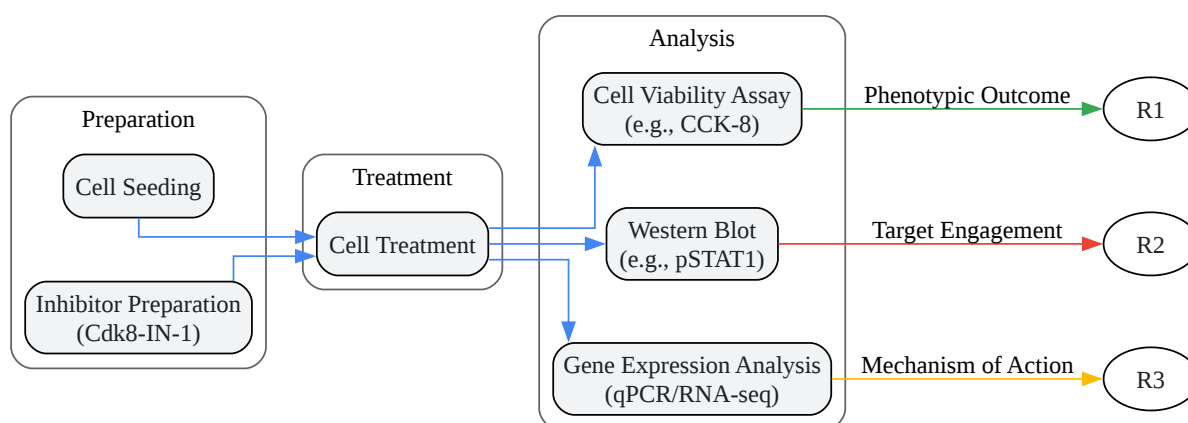 Preparation
Cell Seeding
Inhibitor Preparation
(Cdk8-IN-1)
Treatment
Cell Treatment
Analysis
Cell Viability Assay
(e.g., CCK-8)
Western Blot
(e.g., pSTAT1)
Gene Expression Analysis
(qPCR/RNA-seq)
Phenotypic Outcome
R1
Target Engagement
R2
Mechanism of Action
R3